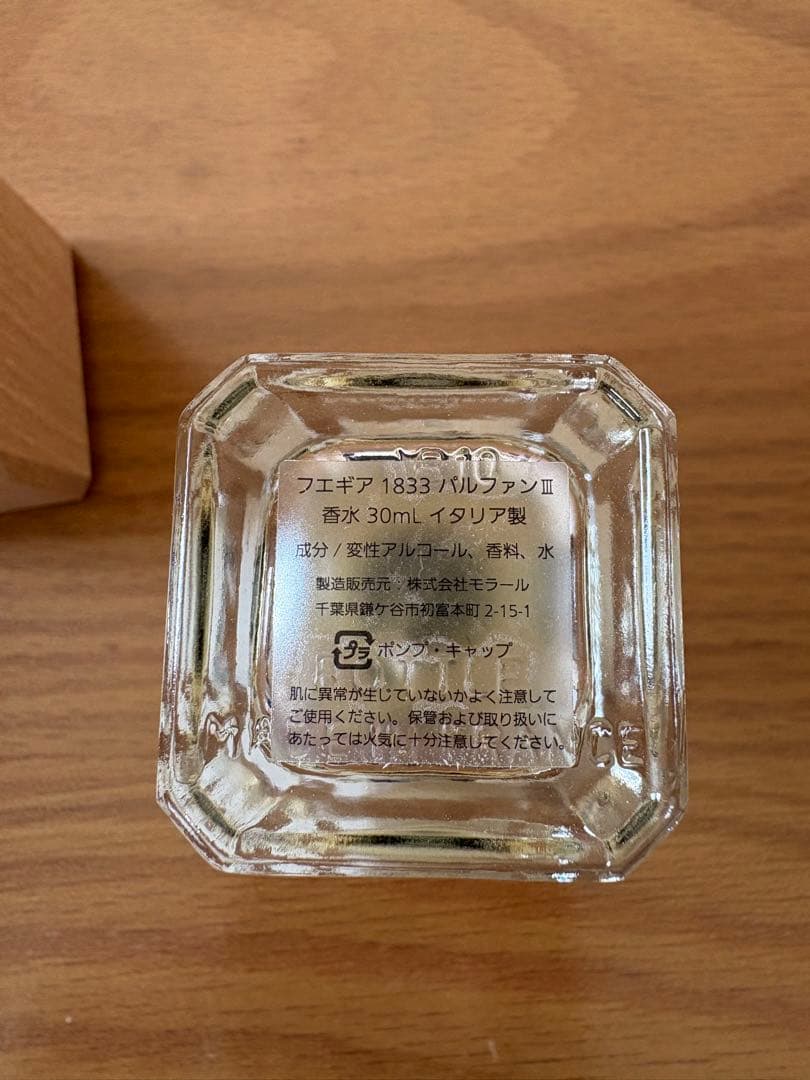 フエギア 1833 パルファンⅢ
香水 30mL イタリア製
成分 / 変性アルコール、香料、水
製造販売元 : 株式会社モラール
千葉県鎌ケ谷市初富本町 2-15-1
プラ ポンプ・キャップ
肌に異常が生じていないかよく注意して
ご使用ください。保管および取り扱いに
あたっては火気に十分注意してください。